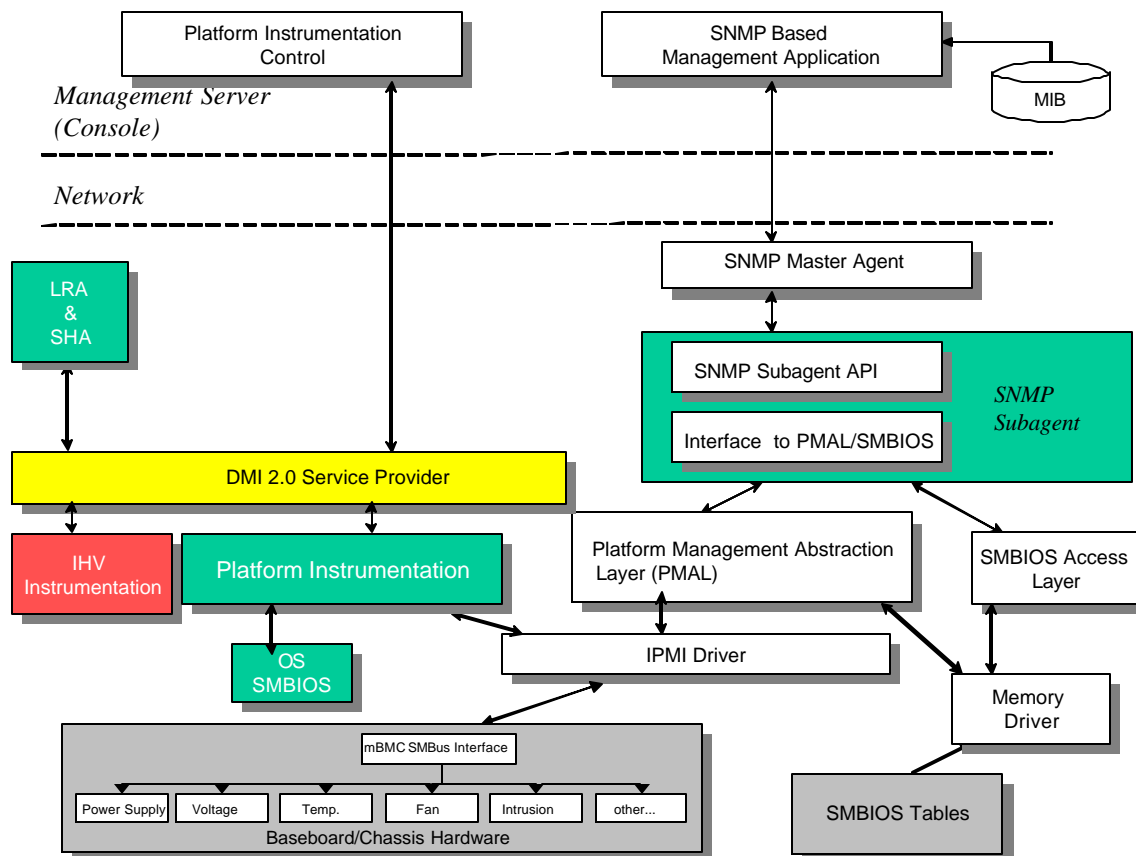 Platform Instrumentation
Control
SNMP Based
Management Application
MIB
Management Server
(Console)
Network
SNMP Master Agent
LRA
&
SHA
SNMP Subagent API
SNMP
Subagent
Interface to PMAL/SMBIOS
DMI 2.0 Service Provider
IHV
Instrumentation
Platform Instrumentation
Platform Management Abstraction
Layer (PMAL)
SMBIOS Access
Layer
OS
SMBIOS
IPMI Driver
Memory
Driver
mBMC SMBus Interface
Power Supply
Voltage
Temp.
Fan
Intrusion
other...
Baseboard/Chassis Hardware
SMBIOS Tables